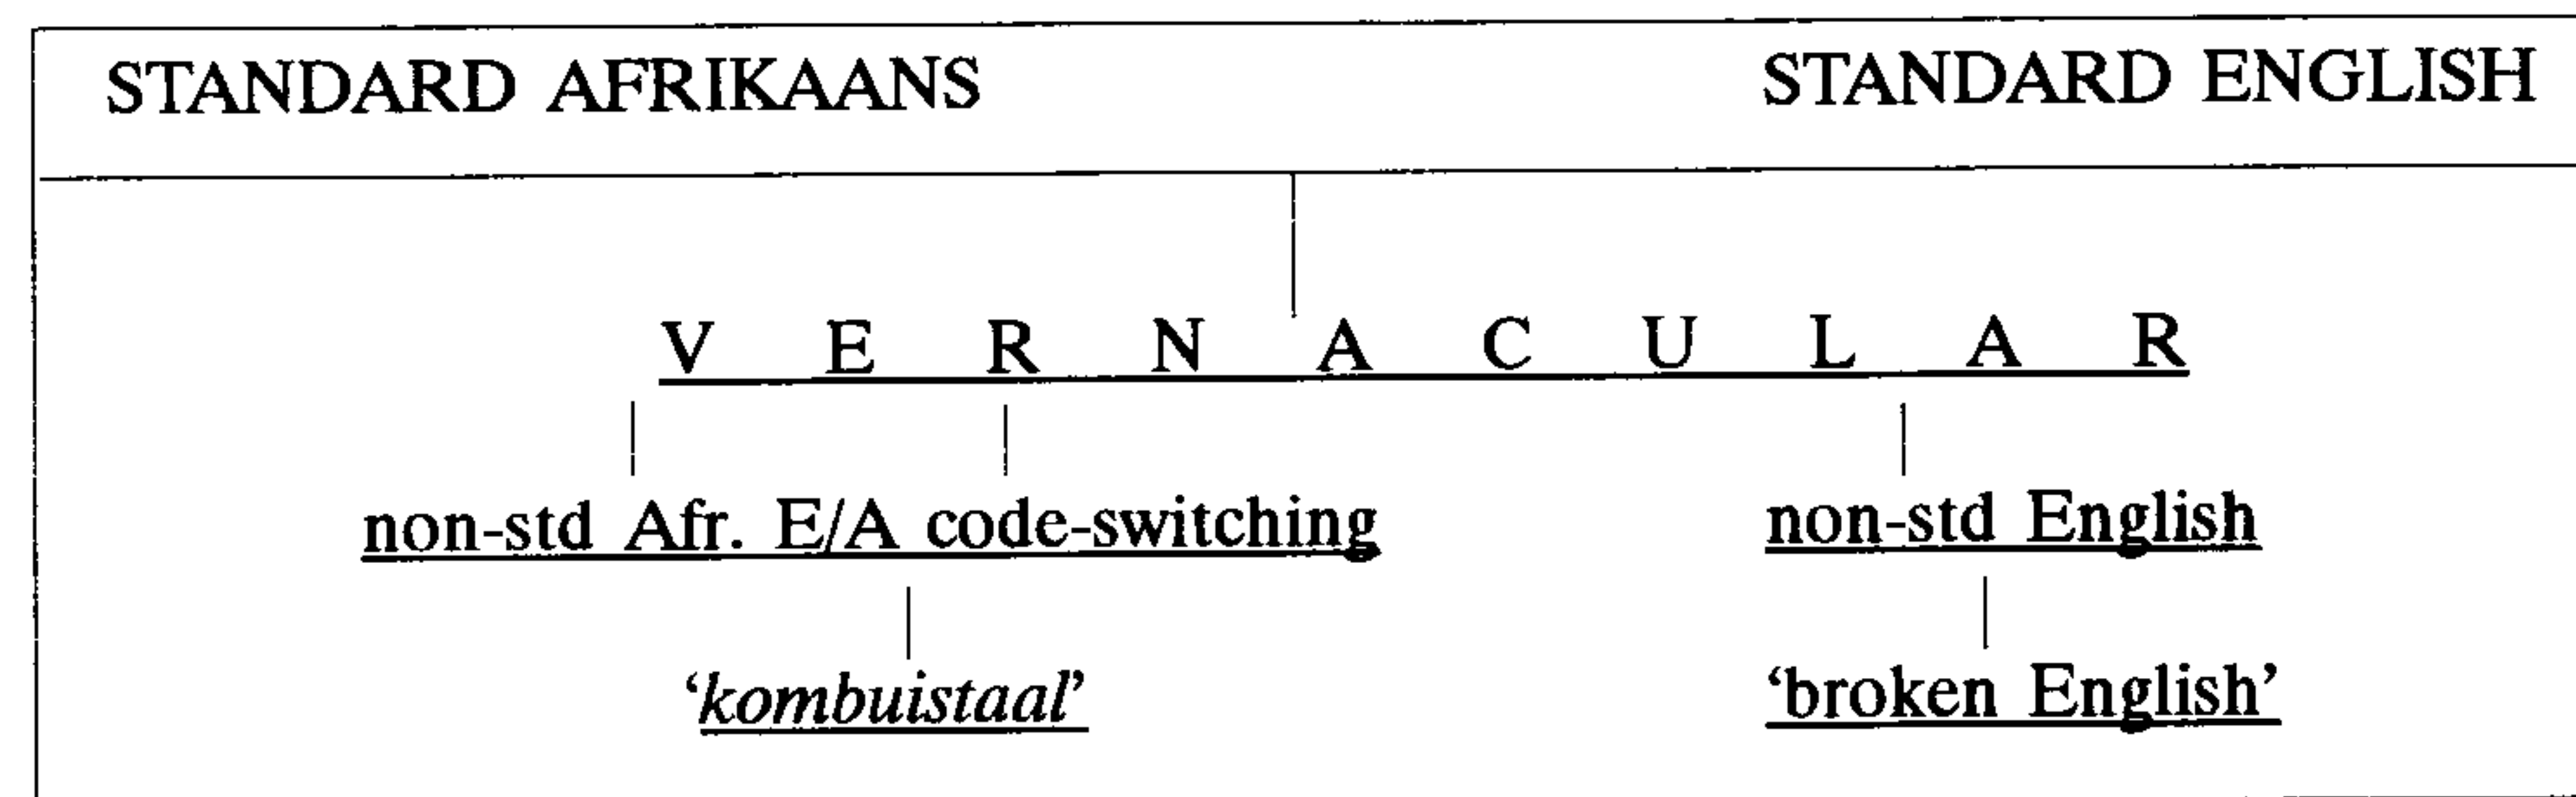 STANDARD AFRIKAANS STANDARD ENGLISH
V E R N A C U L A R
non-std Afr. E/A code-switching non-std English
‘kombuistaal’ ‘broken English’